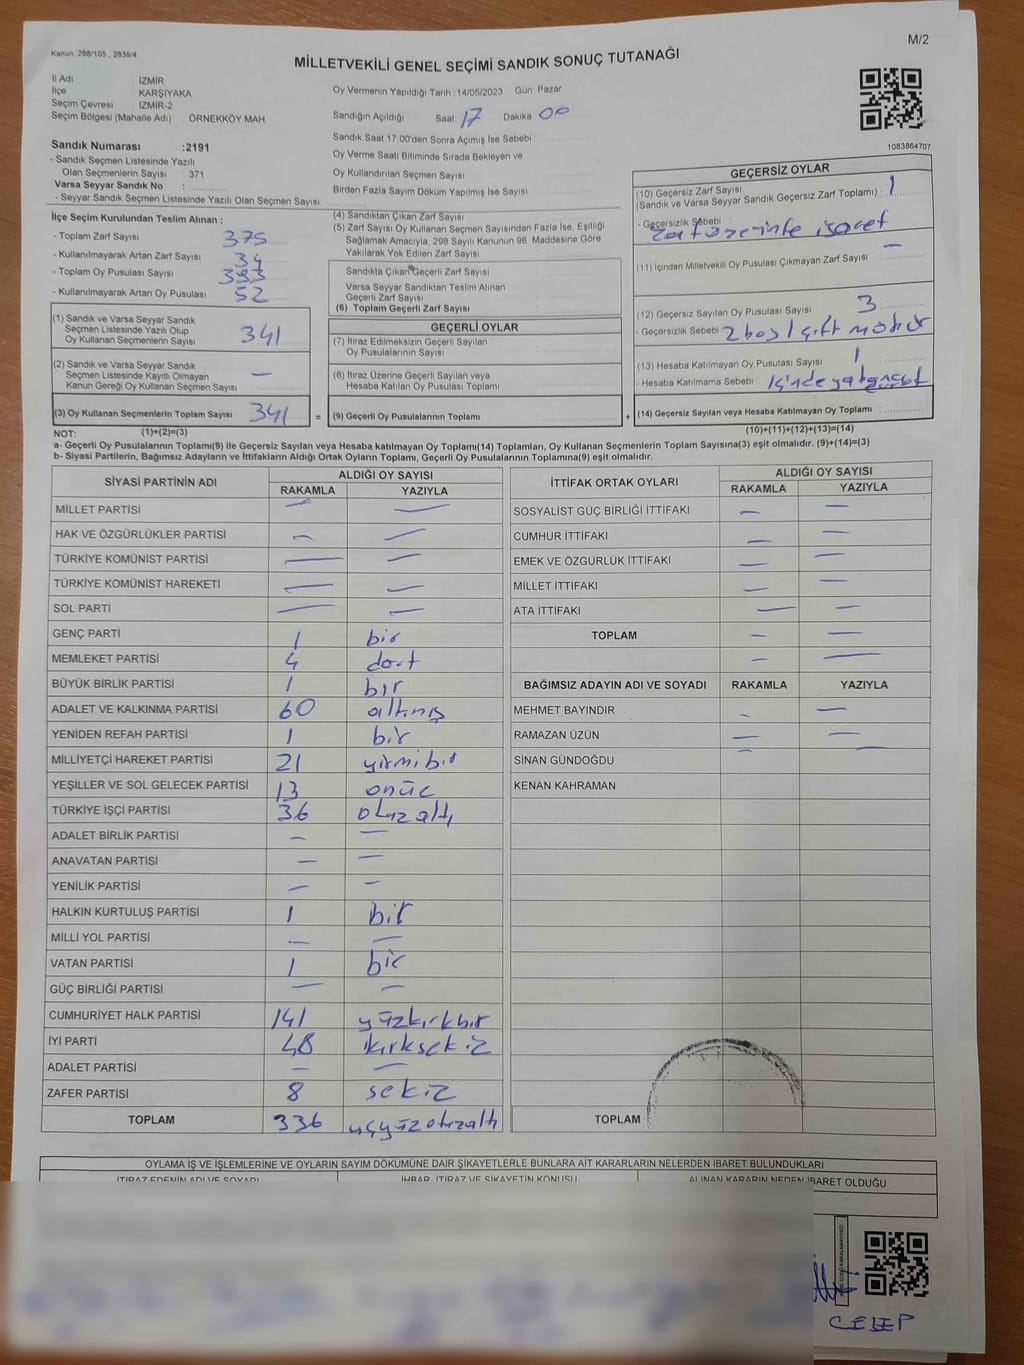 Kanun, 298/105 , 2839/4
M/2
MİLLETVEKİLİ GENEL SEÇİMİ SANDIK SONUÇ TUTANAĞI
İl Adı : İZMİR
İlçe : KARŞIYAKA
Seçim Çevresi : İZMİR-2
Seçim Bölgesi (Mahalle Adı) : ÖRNEKKÖY MAH.
Oy Vermenin Yapıldığı Tarih :14/05/2023 Gün Pazar
Sandığın Açıldığı Saat : 17 Dakika 00
Sandık Saat 17.00'den Sonra Açılmış İse Sebebi
Oy Verme Saati Bitiminde Sırada Bekleyen ve
Oy Kullandırılan Seçmen Sayısı
Birden Fazla Sayım Döküm Yapılmış İse Sayısı
1083864707
Sandık Numarası :2191
- Sandık Seçmen Listesinde Yazılı
Olan Seçmenlerin Sayısı : 371
Varsa Seyyar Sandık No :
- Seyyar Sandık Seçmen Listesinde Yazılı Olan Seçmen Sayısı:
İlçe Seçim Kurulundan Teslim Alınan ;
- Toplam Zarf Sayısı 375
- Kullanılmayarak Artan Zarf Sayısı 34
- Toplam Oy Pusulası Sayısı 393
- Kullanılmayarak Artan Oy Pusulası 52
(1) Sandık ve Varsa Seyyar Sandık
Seçmen Listesinde Yazılı Olup
Oy Kullanan Seçmenlerin Sayısı 341
(2) Sandık ve Varsa Seyyar Sandık
Seçmen Listesinde Kayıtlı Olmayan
Kanun Gereği Oy Kullanan Seçmen Sayısı : —
(3) Oy Kullanan Seçmenlerin Toplam Sayısı 341 =
(1)+(2)=(3)
(4) Sandıktan Çıkan Zarf Sayısı
(5) Zarf Sayısı Oy Kullanan Seçmen Sayısından Fazla İse, Eşitliği
Sağlamak Amacıyla, 298 Sayılı Kanunun 98. Maddesine Göre
Yakılarak Yok Edilen Zarf Sayısı
Sandıkta Çıkan Geçerli Zarf Sayısı
Varsa Seyyar Sandıktan Teslim Alınan
Geçerli Zarf Sayısı
(6) Toplam Geçerli Zarf Sayısı
GEÇERLİ OYLAR
(7) İtiraz Edilmeksizin Geçerli Sayılan
Oy Pusulalarının Sayısı
(8) İtiraz Üzerine Geçerli Sayılan veya
Hesaba Katılan Oy Pusulası Toplamı
(9) Geçerli Oy Pusulalarının Toplamı +
GEÇERSİZ OYLAR
(10) Geçersiz Zarf Sayısı
(Sandık ve Varsa Seyyar Sandık Geçersiz Zarf Toplamı) : 1
- Geçersizlik Sebebi :
işaret
(11) İçinden Milletvekili Oy Pusulası Çıkmayan Zarf Sayısı : —
(12) Geçersiz Sayılan Oy Pusulası Sayısı 3
- Geçersizlik Sebebi 2 boş 1 çift mühür
(13) Hesaba Katılmayan Oy Pusulası Sayısı 1
- Hesaba Katılmama Sebebi
(14) Geçersiz Sayılan veya Hesaba Katılmayan Oy Toplamı :
(10)+(11)+(12)+(13)=(14)
NOT:
a- Geçerli Oy Pusulaların Toplamı(9) ile Geçersiz Sayılan veya Hesaba katılmayan Oy Toplamı(14) Toplamları, Oy Kullanan Seçmenlerin Toplam Sayısına(3) eşit olmalıdır. (9)+(14)=(3)
b- Siyasi Partilerin, Bağımsız Adayların ve İttifakların Aldığı Ortak Oyların Toplamı, Geçerli Oy Pusulalarının Toplamına(9) eşit olmalıdır.
SİYASİ PARTİNİN ADI ALDIĞI OY SAYISI
RAKAMLA YAZIYLA
MİLLET PARTİSİ — —
HAK VE ÖZGÜRLÜKLER PARTİSİ — —
TÜRKİYE KOMÜNİST PARTİSİ — —
TÜRKİYE KOMÜNİST HAREKETİ — —
SOL PARTİ — —
GENÇ PARTİ 1 bir
MEMLEKET PARTİSİ 4 dört
BÜYÜK BİRLİK PARTİSİ 1 bir
ADALET VE KALKINMA PARTİSİ 60 altmış
YENİDEN REFAH PARTİSİ 1 bir
MİLLİYETÇİ HAREKET PARTİSİ 21 yirmibir
YEŞİLLER VE SOL GELECEK PARTİSİ 13 onüç
TÜRKİYE İŞÇİ PARTİSİ 36 otuz altı
ADALET BİRLİK PARTİSİ — —
ANAVATAN PARTİSİ — —
YENİLİK PARTİSİ — —
HALKIN KURTULUŞ PARTİSİ 1 bir
MİLLİ YOL PARTİSİ — —
VATAN PARTİSİ 1 bir
GÜÇ BİRLİĞİ PARTİSİ — —
CUMHURİYET HALK PARTİSİ 141 yüzkırkbir
İYİ PARTİ 48 kırksekiz
ADALET PARTİSİ — —
ZAFER PARTİSİ 8 sekiz
TOPLAM 336 üçyüzotuzaltı
İTTİFAK ORTAK OYLARI ALDIĞI OY SAYISI
RAKAMLA YAZIYLA
SOSYALİST GÜÇ BİRLİĞİ İTTİFAKI — —
CUMHUR İTTİFAKI — —
EMEK VE ÖZGÜRLÜK İTTİFAKI — —
MİLLET İTTİFAKI — —
ATA İTTİFAKI — —
TOPLAM — —
— —
BAĞIMSIZ ADAYIN ADI VE SOYADI RAKAMLA YAZIYLA
MEHMET BAYINDIR — —
RAMAZAN ÜZÜN — —
SİNAN GÜNDOĞDU — —
KENAN KAHRAMAN
TOPLAM
OYLAMA İŞ VE İŞLEMLERİNE VE OYLARIN SAYIM DÖKÜMÜNE DAİR ŞİKAYETLERLE BUNLARA AİT KARARLARIN NELERDEN İBARET BULUNDUKLARI
İTİRAZ EDENİN ADI VE SOYADI İHBAR, İTİRAZ VE ŞİKAYETİN KONUSU ALINAN KARARIN NEDEN İBARET OLDUĞU
CELEP